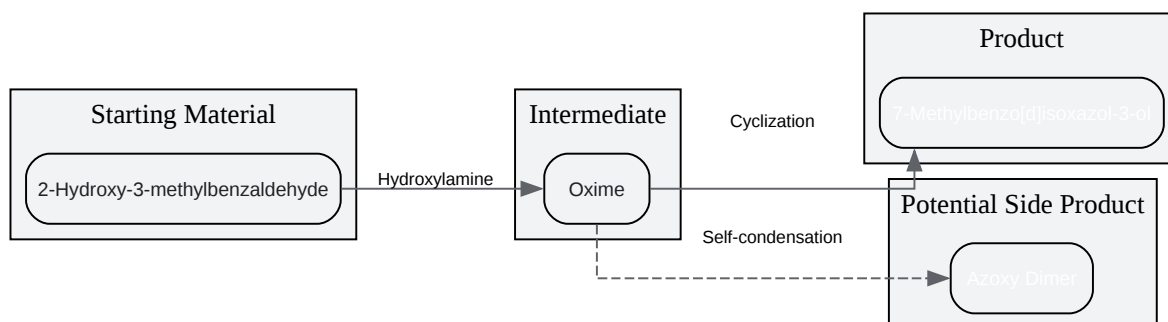 Product
7-Methylbenzo[d]isoxazol-3-ol
Starting Material
2-Hydroxy-3-methylbenzaldehyde
Hydroxylamine
Intermediate
Oxime
Cyclization
Self-condensation
Potential Side Product
Azoxy Dimer